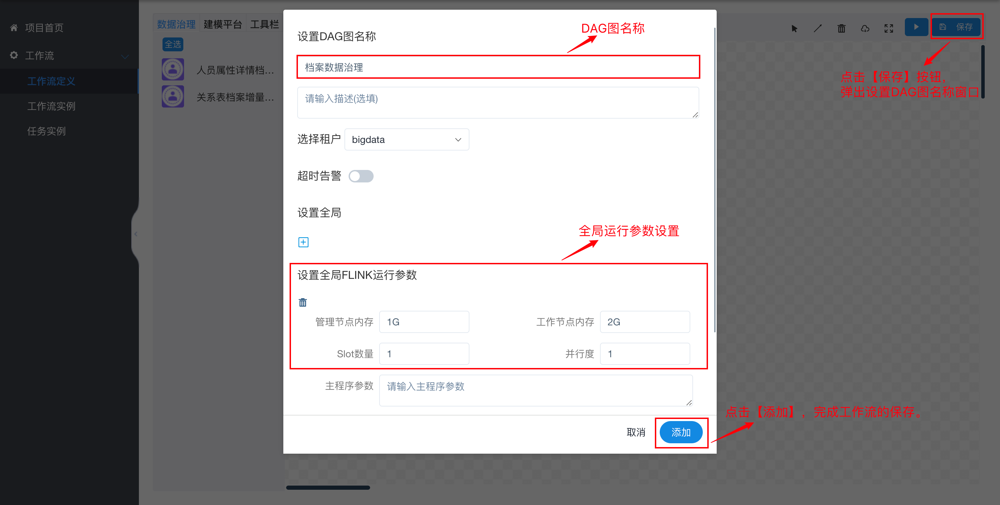 项目首页
工作流
工作流定义
工作流实例
任务实例
数据治理
建模平台
工具栏
全选
人员属性详情档...
关系表档案增量...
保存
点击【保存】按钮，
弹出设置DAG图名称窗口
设置DAG图名称
DAG图名称
档案数据治理
请输入描述(选填)
选择租户
bigdata
超时告警
设置全局
全局运行参数设置
设置全局FLINK运行参数
管理节点内存
1G
工作节点内存
2G
Slot数量
1
并行度
1
主程序参数
请输入主程序参数
点击【添加】，完成工作流的保存。
取消
添加